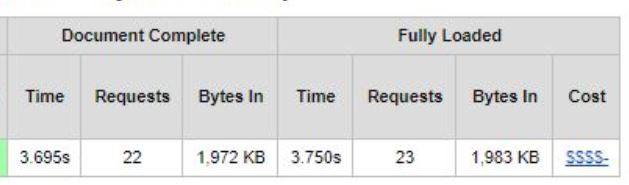 Document Complete Fully Loaded
Time Requests Bytes In Time Requests Bytes In Cost
3.695s 22 1,972 KB 3.750s 23 1,983 KB $$$$-